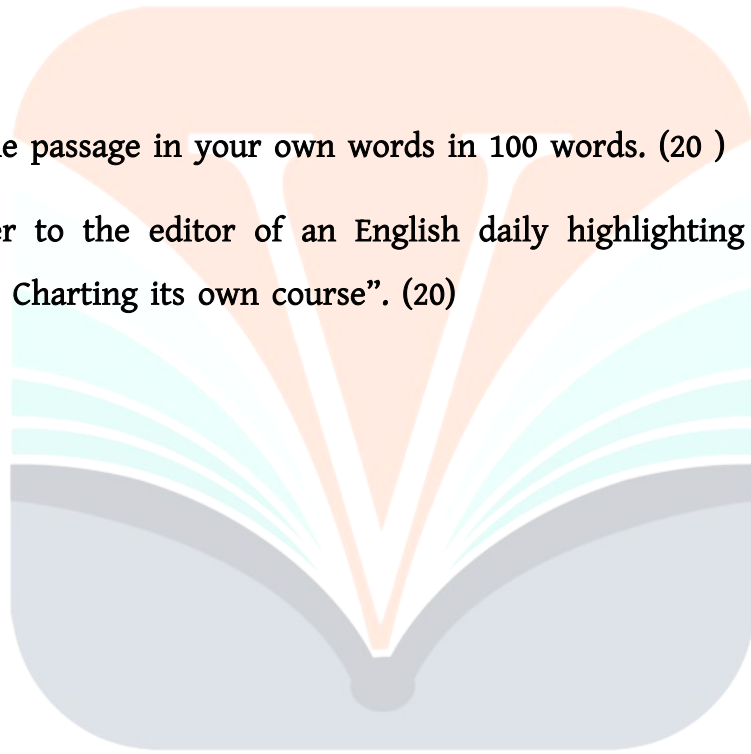 e passage in your own words in 100 words. (20 )
r to the editor of an English daily highlighting
Charting its own course”. (20)